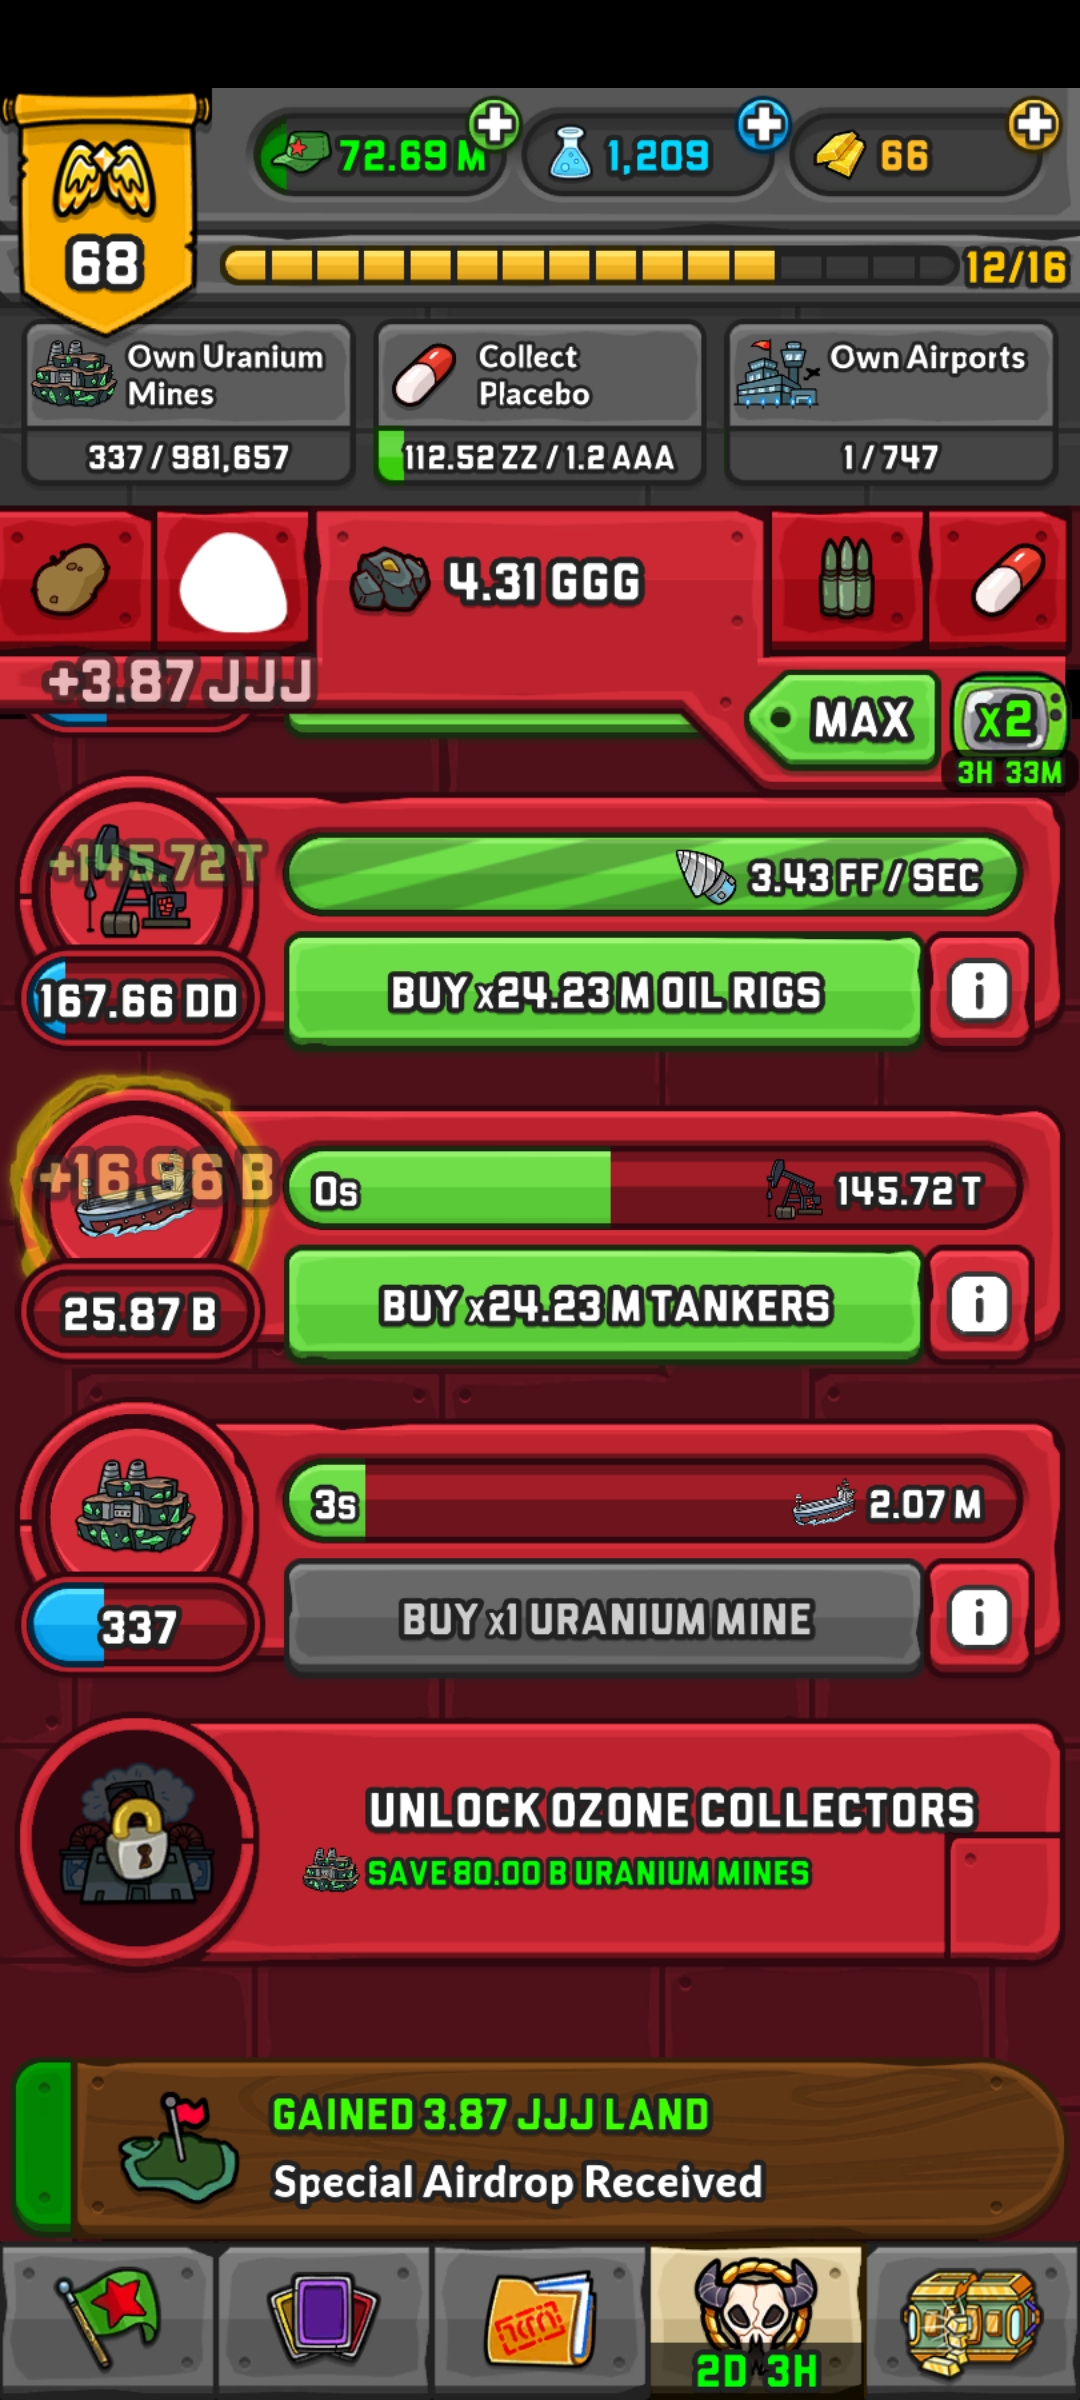 72.69 M
1,209
66
68
12/16
Own Uranium
Mines
337 / 981,657
Collect
Placebo
112.52 ZZ / 1.2 AAA
Own Airports
1 / 747
4.31 GGG
+3.87 JJJ
MAX
x2
3H 33M
+145.72 T
3.43 FF / SEC
167.66 DD
BUY x24.23 M OIL RIGS
i
+16.96 B
0s
145.72 T
25.87 B
BUY x24.23 M TANKERS
i
3s
2.07 M
337
BUY x1 URANIUM MINE
i
UNLOCK OZONE COLLECTORS
SAVE 80.00 B URANIUM MINES
GAINED 3.87 JJJ LAND
Special Airdrop Received
2D 3H